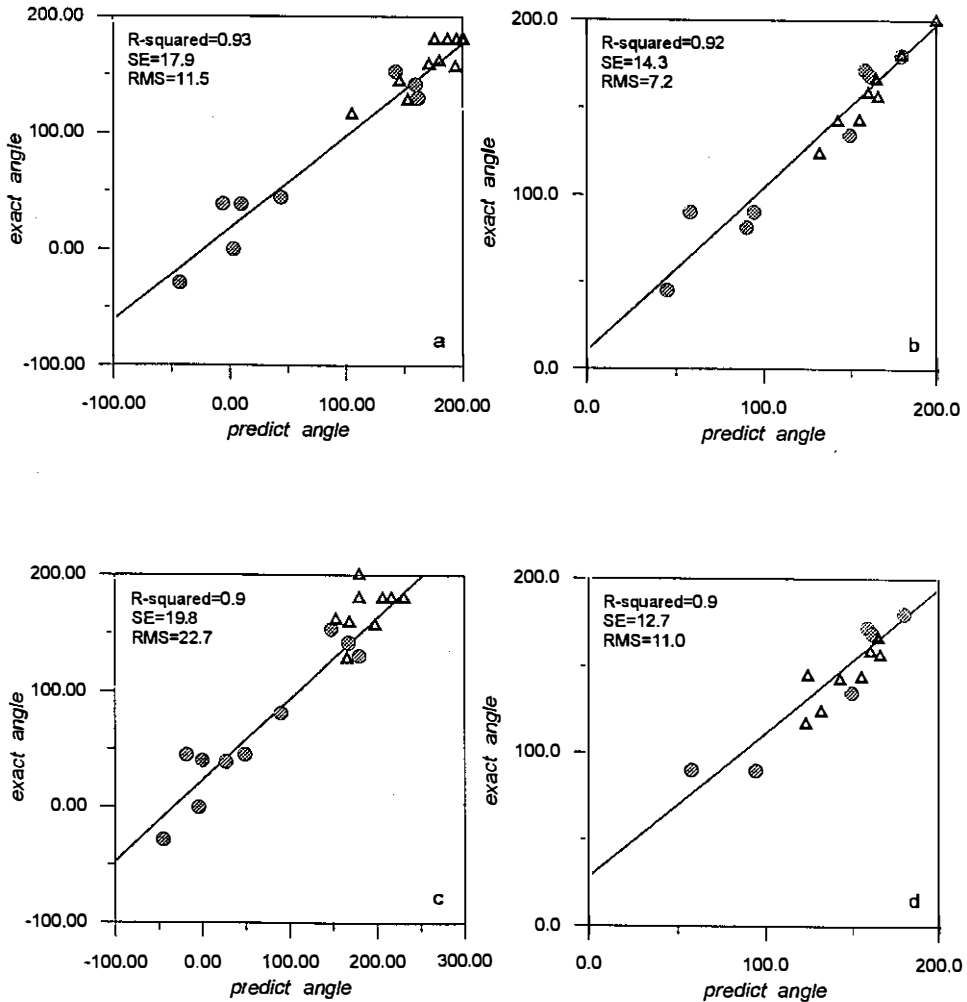 200.00
R-squared=0.93
SE=17.9
RMS=11.5
100.00
exact angle
0.00
-100.00
a
-100.00 0.00 100.00 200.00
predict angle
200.0
R-squared=0.92
SE=14.3
RMS=7.2
exact angle
100.0
0.0
b
0.0 100.0 200.0
predict angle
200.00
R-squared=0.9
SE=19.8
RMS=22.7
100.00
exact angle
0.00
-100.00
c
-100.00 0.00 100.00 200.00 300.00
predict angle
200.0
R-squared=0.9
SE=12.7
RMS=11.0
exact angle
100.0
0.0
d
0.0 100.0 200.0
predict angle